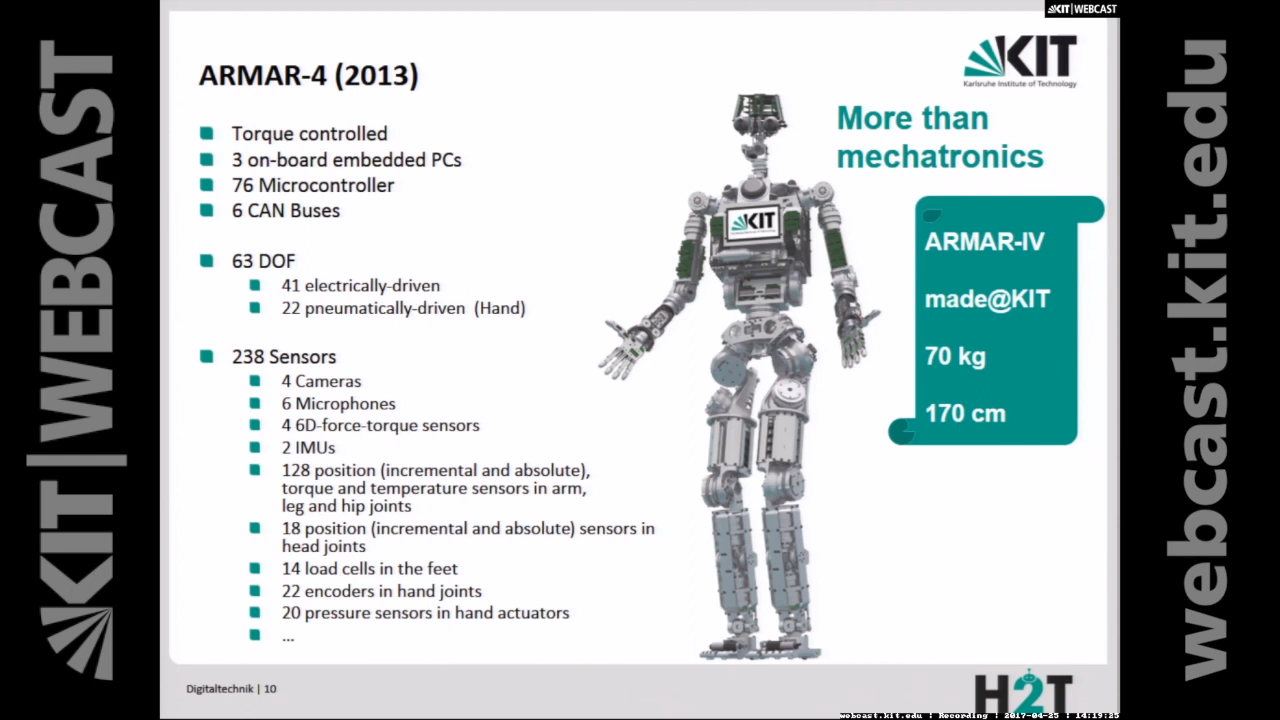 KIT|WEBCAST
KIT|WEBCAST
webcast.kit.edu
ARMAR-4 (2013)
KIT
Karlsruhe Institute of Technology
Torque controlled
3 on-board embedded PCs
76 Microcontroller
6 CAN Buses
63 DOF
41 electrically-driven
22 pneumatically-driven (Hand)
238 Sensors
4 Cameras
6 Microphones
4 6D-force-torque sensors
2 IMUs
128 position (incremental and absolute),
torque and temperature sensors in arm,
leg and hip joints
18 position (incremental and absolute) sensors in
head joints
14 load cells in the feet
22 encoders in hand joints
20 pressure sensors in hand actuators
...
KIT
More than
mechatronics
ARMAR-IV
made@KIT
70 kg
170 cm
Digitaltechnik | 10
H2T
webcast.kit.edu | Recording | 2017-04-25 | 14:19:25